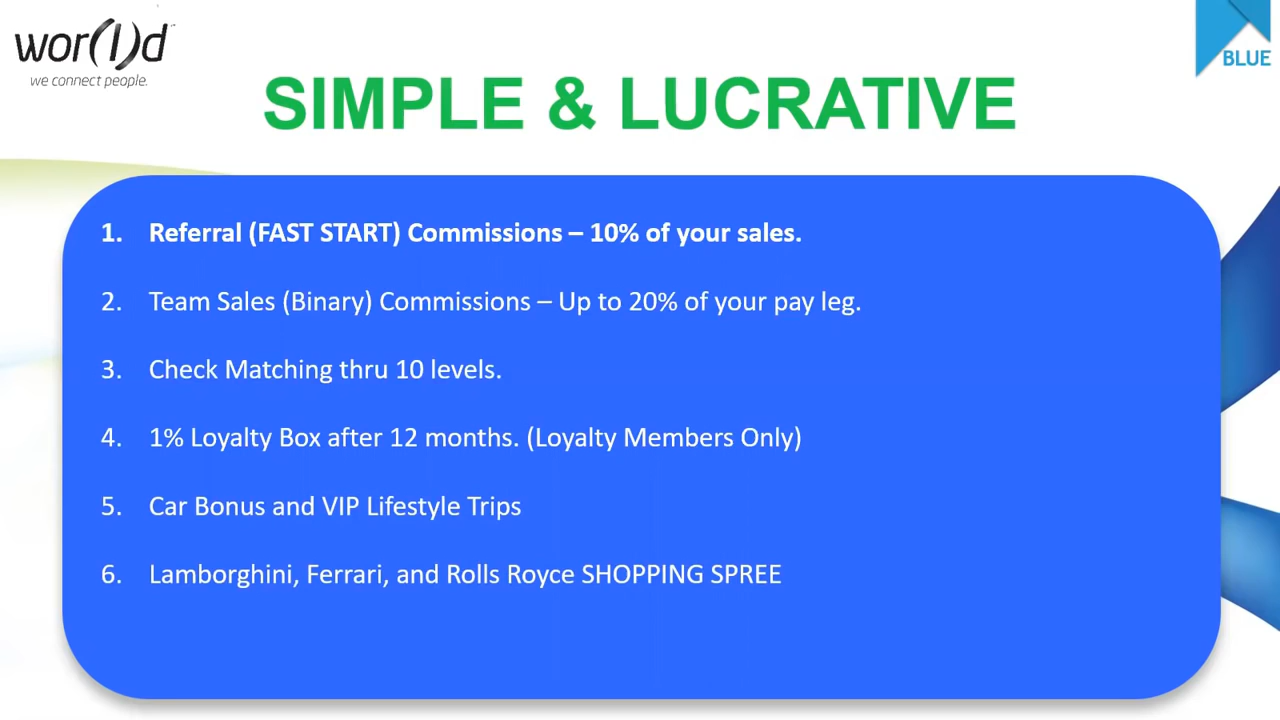 wor(l)d
we connect people.
BLUE
SIMPLE & LUCRATIVE
1. Referral (FAST START) Commissions – 10% of your sales.
2. Team Sales (Binary) Commissions – Up to 20% of your pay leg.
3. Check Matching thru 10 levels.
4. 1% Loyalty Box after 12 months. (Loyalty Members Only)
5. Car Bonus and VIP Lifestyle Trips
6. Lamborghini, Ferrari, and Rolls Royce SHOPPING SPREE